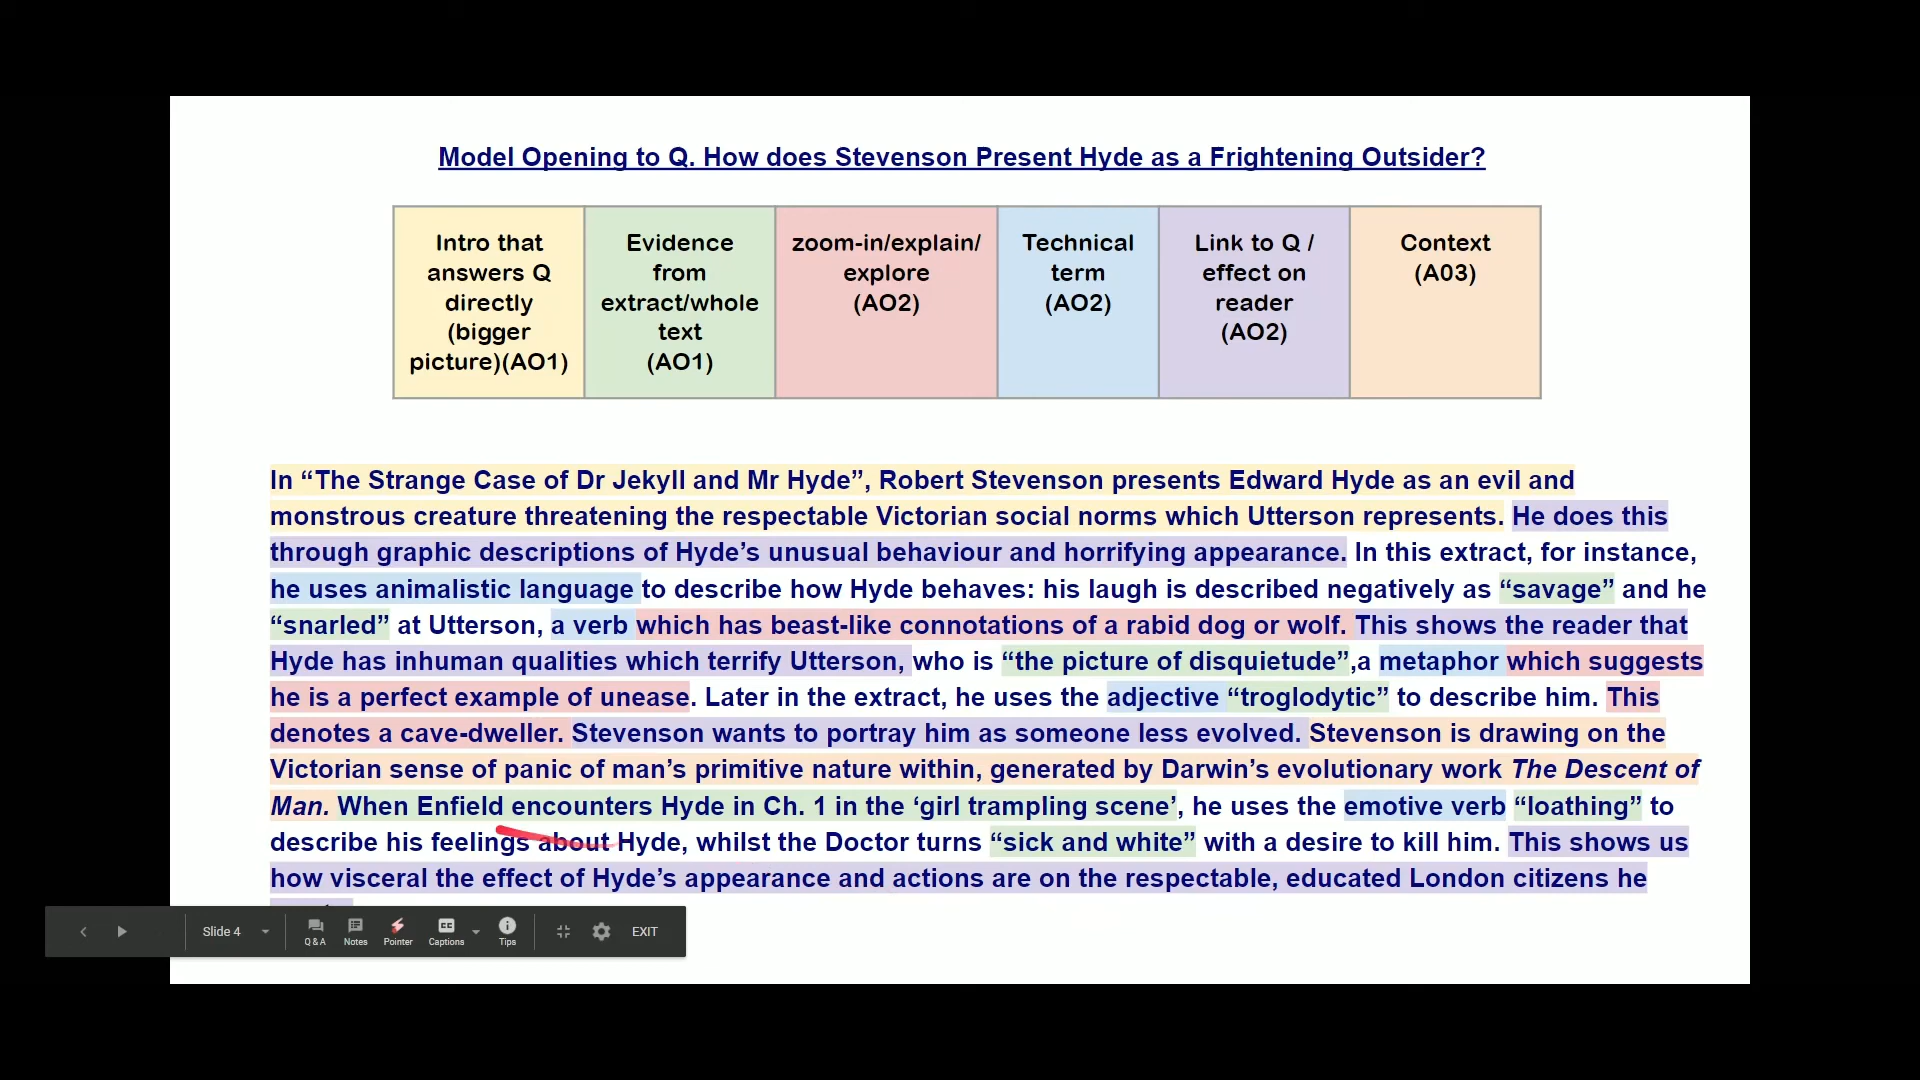 Model Opening to Q. How does Stevenson Present Hyde as a Frightening Outsider?
Intro that
answers Q
directly
(bigger
picture)(AO1)
Evidence
from
extract/whole
text
(AO1)
zoom-in/explain/
explore
(AO2)
Technical
term
(AO2)
Link to Q /
effect on
reader
(AO2)
Context
(A03)
In “The Strange Case of Dr Jekyll and Mr Hyde”, Robert Stevenson presents Edward Hyde as an evil and
monstrous creature threatening the respectable Victorian social norms which Utterson represents. He does this
through graphic descriptions of Hyde’s unusual behaviour and horrifying appearance. In this extract, for instance,
he uses animalistic language to describe how Hyde behaves: his laugh is described negatively as “savage” and he
“snarled” at Utterson, a verb which has beast-like connotations of a rabid dog or wolf. This shows the reader that
Hyde has inhuman qualities which terrify Utterson, who is “the picture of disquietude”,a metaphor which suggests
he is a perfect example of unease. Later in the extract, he uses the adjective “troglodytic” to describe him. This
denotes a cave-dweller. Stevenson wants to portray him as someone less evolved. Stevenson is drawing on the
Victorian sense of panic of man’s primitive nature within, generated by Darwin’s evolutionary work The Descent of
Man. When Enfield encounters Hyde in Ch. 1 in the ‘girl trampling scene’, he uses the emotive verb “loathing” to
describe his feelings about Hyde, whilst the Doctor turns “sick and white” with a desire to kill him. This shows us
how visceral the effect of Hyde’s appearance and actions are on the respectable, educated London citizens he
Slide 4
Q & A
Notes
Pointer
Captions
Tips
EXIT